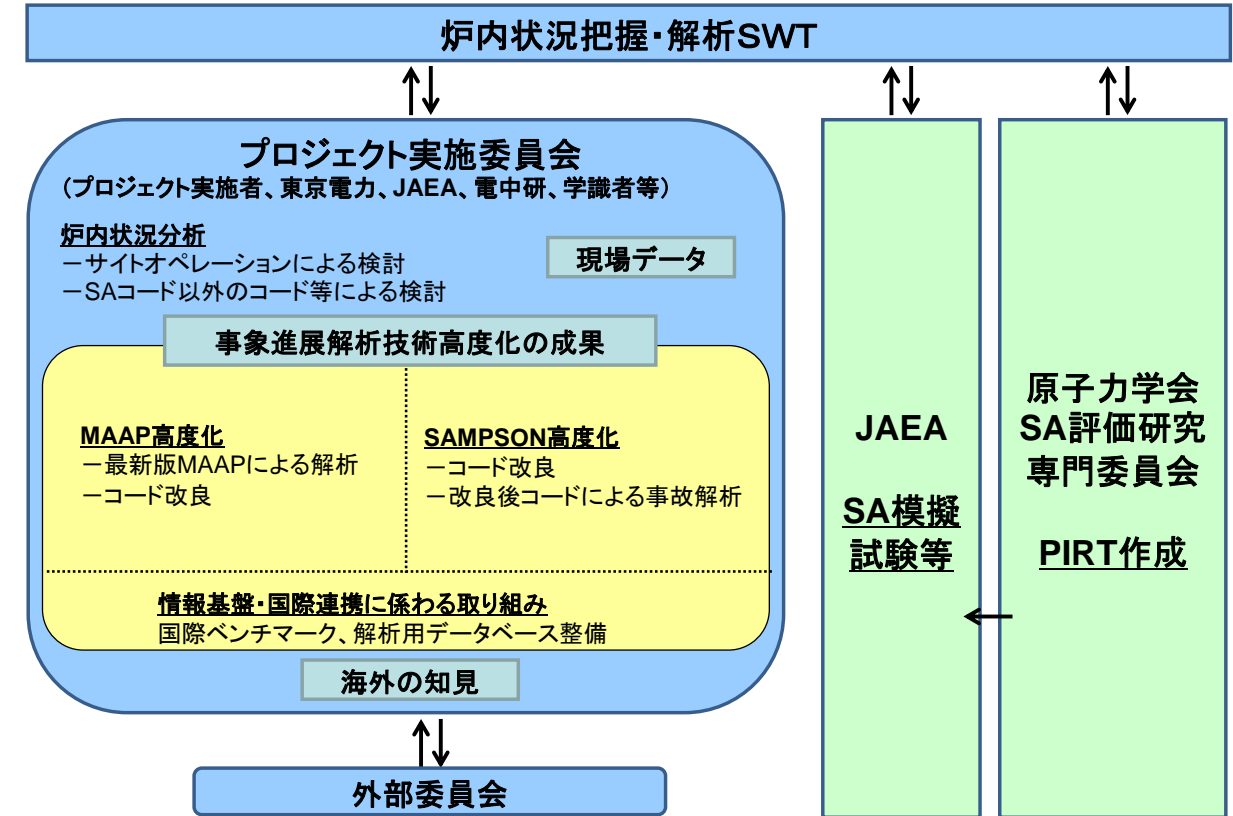 炉内状況把握・解析SWT
プロジェクト実施委員会
（プロジェクト実施者、東京電力、JAEA、電中研、学識者等）
炉内状況分析
－サイトオペレーションによる検討
－SAコード以外のコード等による検討
現場データ
事象進展解析技術高度化の成果
MAAP高度化
－最新版MAAPによる解析
－コード改良
SAMPSON高度化
－コード改良
－改良後コードによる事故解析
情報基盤・国際連携に係わる取り組み
国際ベンチマーク、解析用データベース整備
海外の知見
外部委員会
JAEA
SA模擬
試験等
原子力学会
SA評価研究
専門委員会
PIRT作成